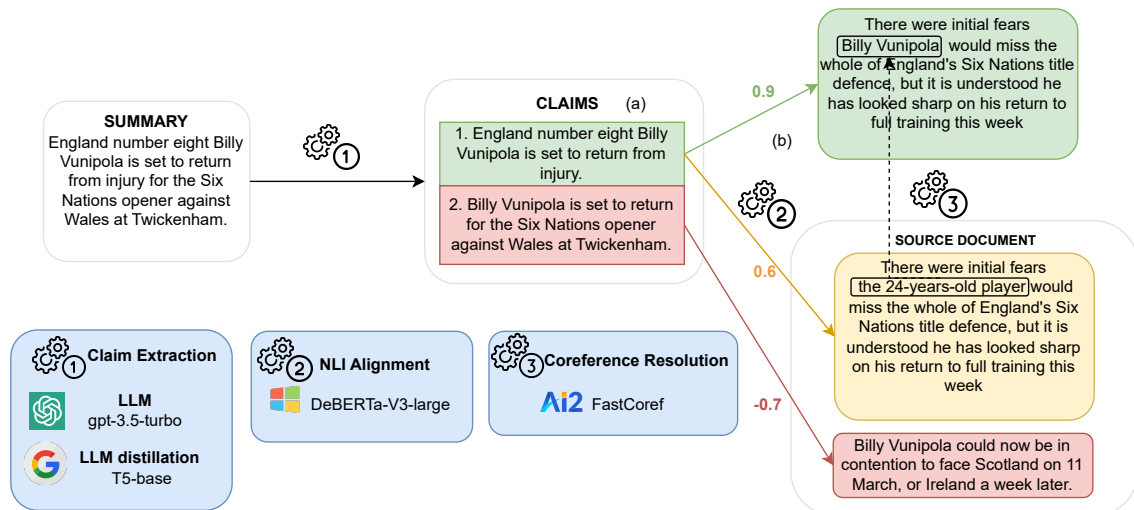 SUMMARY
England number eight Billy
Vunipola is set to return
from injury for the Six
Nations opener against
Wales at Twickenham.
1
CLAIMS (a)
1. England number eight Billy
Vunipola is set to return from
injury.
2. Billy Vunipola is set to return
for the Six Nations opener
against Wales at Twickenham.
0.9
(b)
2
0.6
-0.7
There were initial fears
Billy Vunipola would miss the
whole of England's Six Nations title
defence, but it is understood he
has looked sharp on his return to
full training this week
3
SOURCE DOCUMENT
There were initial fears
the 24-years-old player would
miss the whole of England's Six
Nations title defence, but it is
understood he has looked sharp
on his return to full training this
week
Billy Vunipola could now be in
contention to face Scotland on 11
March, or Ireland a week later.
1 Claim Extraction
LLM
gpt-3.5-turbo
LLM distillation
T5-base
2 NLI Alignment
DeBERTa-V3-large
3 Coreference Resolution
Ai2 FastCoref